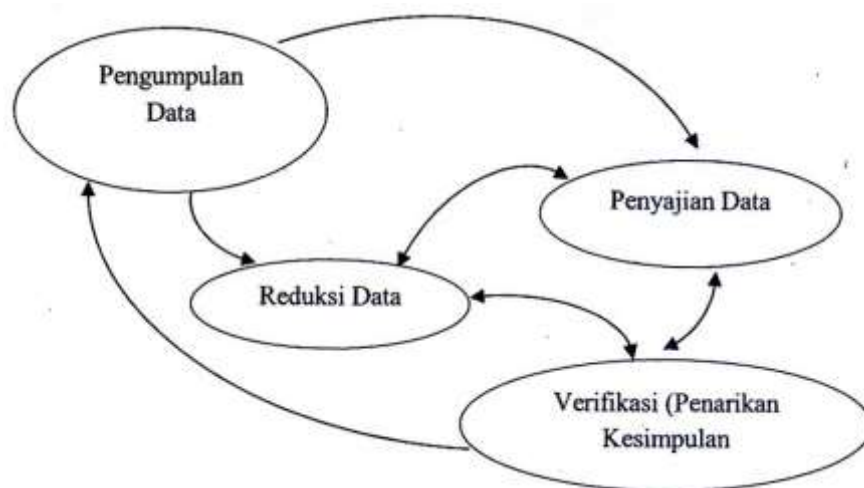 Pengumpulan
Data
Penyajian Data
Reduksi Data
Verifikasi (Penarikan
Kesimpulan